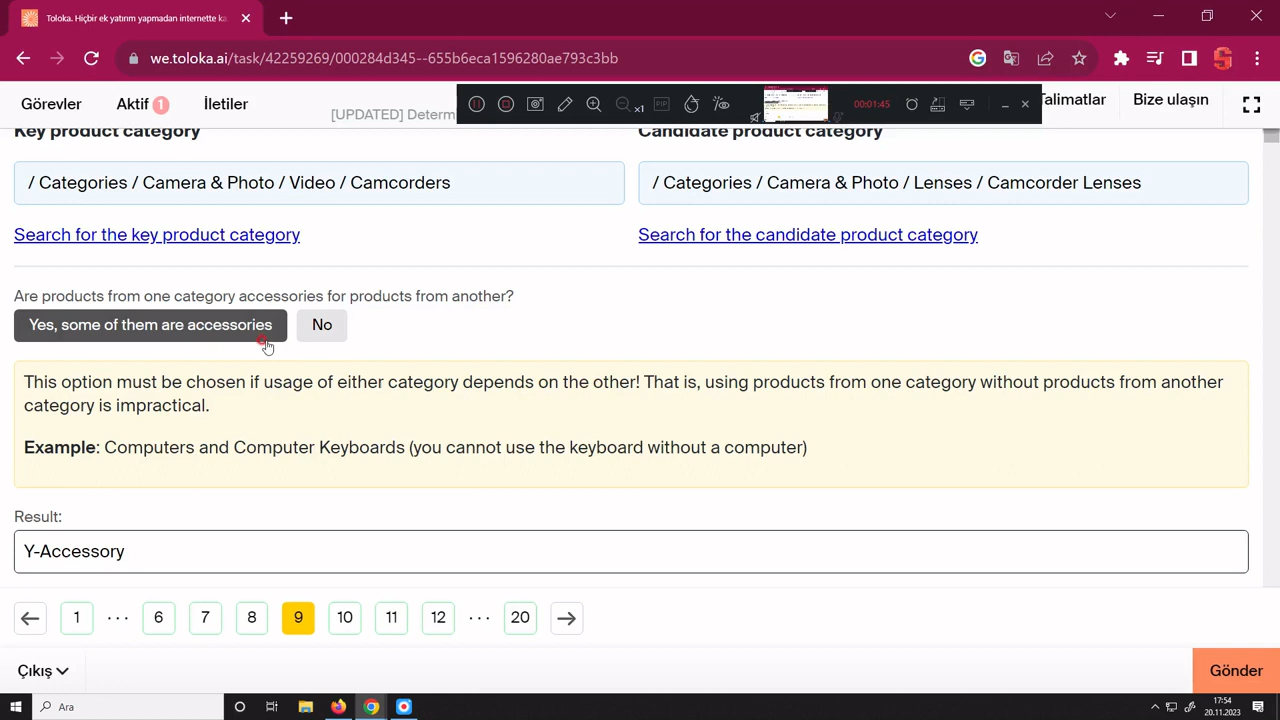 Toloka. Hiçbir ek yatırım yapmadan internette ka
we.toloka.ai/task/42259269/000284d345--655b6eca1596280ae793c3bb
Görevler
Aktif 1
İletiler
[UPDATED] Determ
x1
PIP
00:01:45
alimatlar
Bize ulaşın
Key product category
Candidate product category
/ Categories / Camera & Photo / Video / Camcorders
/ Categories / Camera & Photo / Lenses / Camcorder Lenses
Search for the key product category
Search for the candidate product category
Are products from one category accessories for products from another?
Yes, some of them are accessories
No
This option must be chosen if usage of either category depends on the other! That is, using products from one category without products from another
category is impractical.
Example: Computers and Computer Keyboards (you cannot use the keyboard without a computer)
Result:
Y-Accessory
1 ... 6 7 8 9 10 11 12 ... 20
Çıkış
Gönder
Ara
17:54
20.11.2023